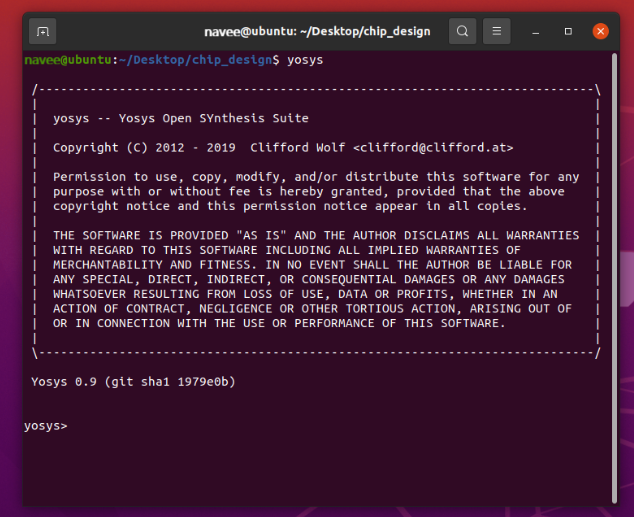 navee@ubuntu: ~/Desktop/chip_design
navee@ubuntu:~/Desktop/chip_design$ yosys
/----------------------------------------------------------------------------\
|                                                                            |
|  yosys -- Yosys Open SYnthesis Suite                                       |
|                                                                            |
|  Copyright (C) 2012 - 2019  Clifford Wolf <clifford@clifford.at>           |
|                                                                            |
|  Permission to use, copy, modify, and/or distribute this software for any  |
|  purpose with or without fee is hereby granted, provided that the above    |
|  copyright notice and this permission notice appear in all copies.         |
|                                                                            |
|  THE SOFTWARE IS PROVIDED "AS IS" AND THE AUTHOR DISCLAIMS ALL WARRANTIES  |
|  WITH REGARD TO THIS SOFTWARE INCLUDING ALL IMPLIED WARRANTIES OF          |
|  MERCHANTABILITY AND FITNESS. IN NO EVENT SHALL THE AUTHOR BE LIABLE FOR   |
|  ANY SPECIAL, DIRECT, INDIRECT, OR CONSEQUENTIAL DAMAGES OR ANY DAMAGES    |
|  WHATSOEVER RESULTING FROM LOSS OF USE, DATA OR PROFITS, WHETHER IN AN     |
|  ACTION OF CONTRACT, NEGLIGENCE OR OTHER TORTIOUS ACTION, ARISING OUT OF   |
|  OR IN CONNECTION WITH THE USE OR PERFORMANCE OF THIS SOFTWARE.            |
|                                                                            |
\----------------------------------------------------------------------------/
Yosys 0.9 (git sha1 1979e0b)
yosys>